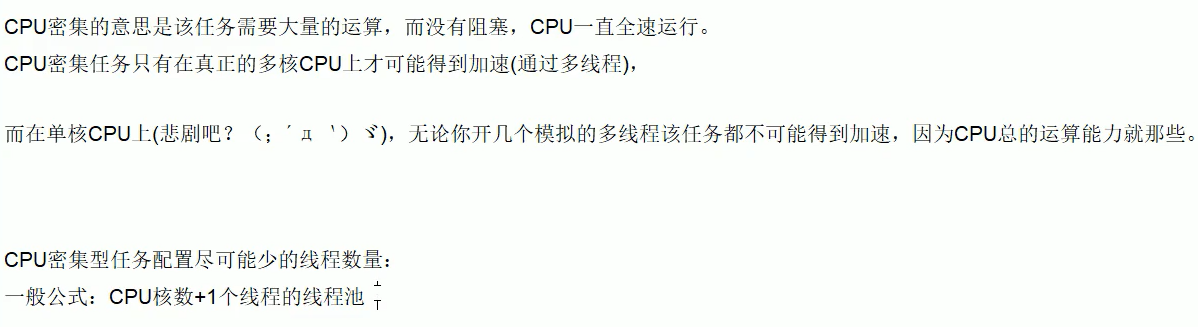 CPU密集的意思是该任务需要大量的运算，而没有阻塞，CPU一直全速运行。
CPU密集任务只有在真正的多核CPU上才可能得到加速(通过多线程)，
而在单核CPU上(悲剧吧？（；´д｀）ゞ)，无论你开几个模拟的多线程该任务都不可能得到加速，因为CPU总的运算能力就那些。
CPU密集型任务配置尽可能少的线程数量：
一般公式：CPU核数+1个线程的线程池